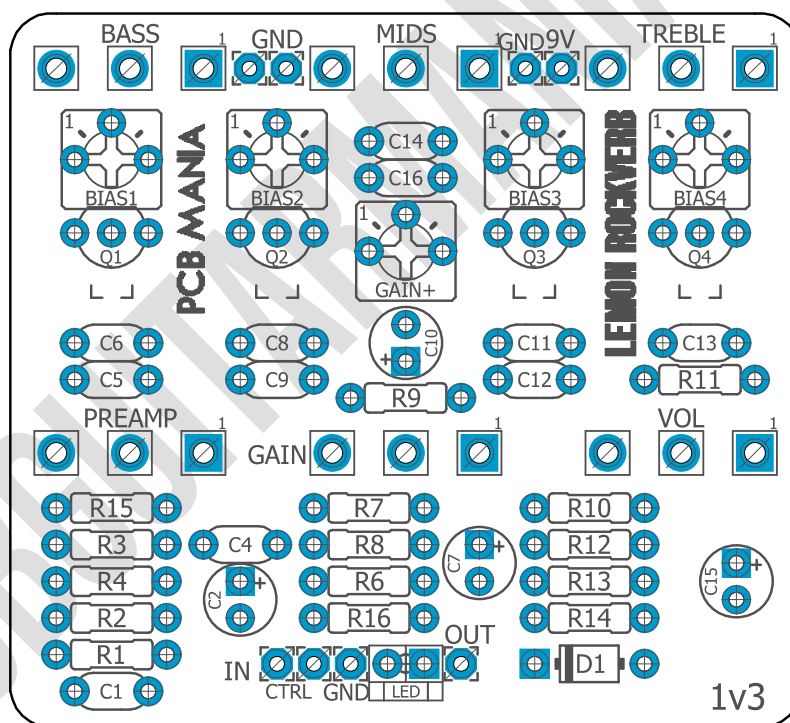 BASS GND MIDS GND 9V TREBLE
1 1 1
1 1 1 1
C14
C16
BIAS1 BIAS2 BIAS3 BIAS4
1
Q1 Q2 Q3 Q4
PCB MANIA
LEMON ROCKVERB
GAIN+
C6 C8 C10 C11 C13
+
C5 C9 C12 R11
R9
PREAMP GAIN VOL
1 1 1
R15 R7 R10
R3 C4 R8 C7 + R12
R4 C2 + R6 R13 C15 +
R2 R16 R14
R1 IN OUT D1
C1 CTRL GND LED
1v3